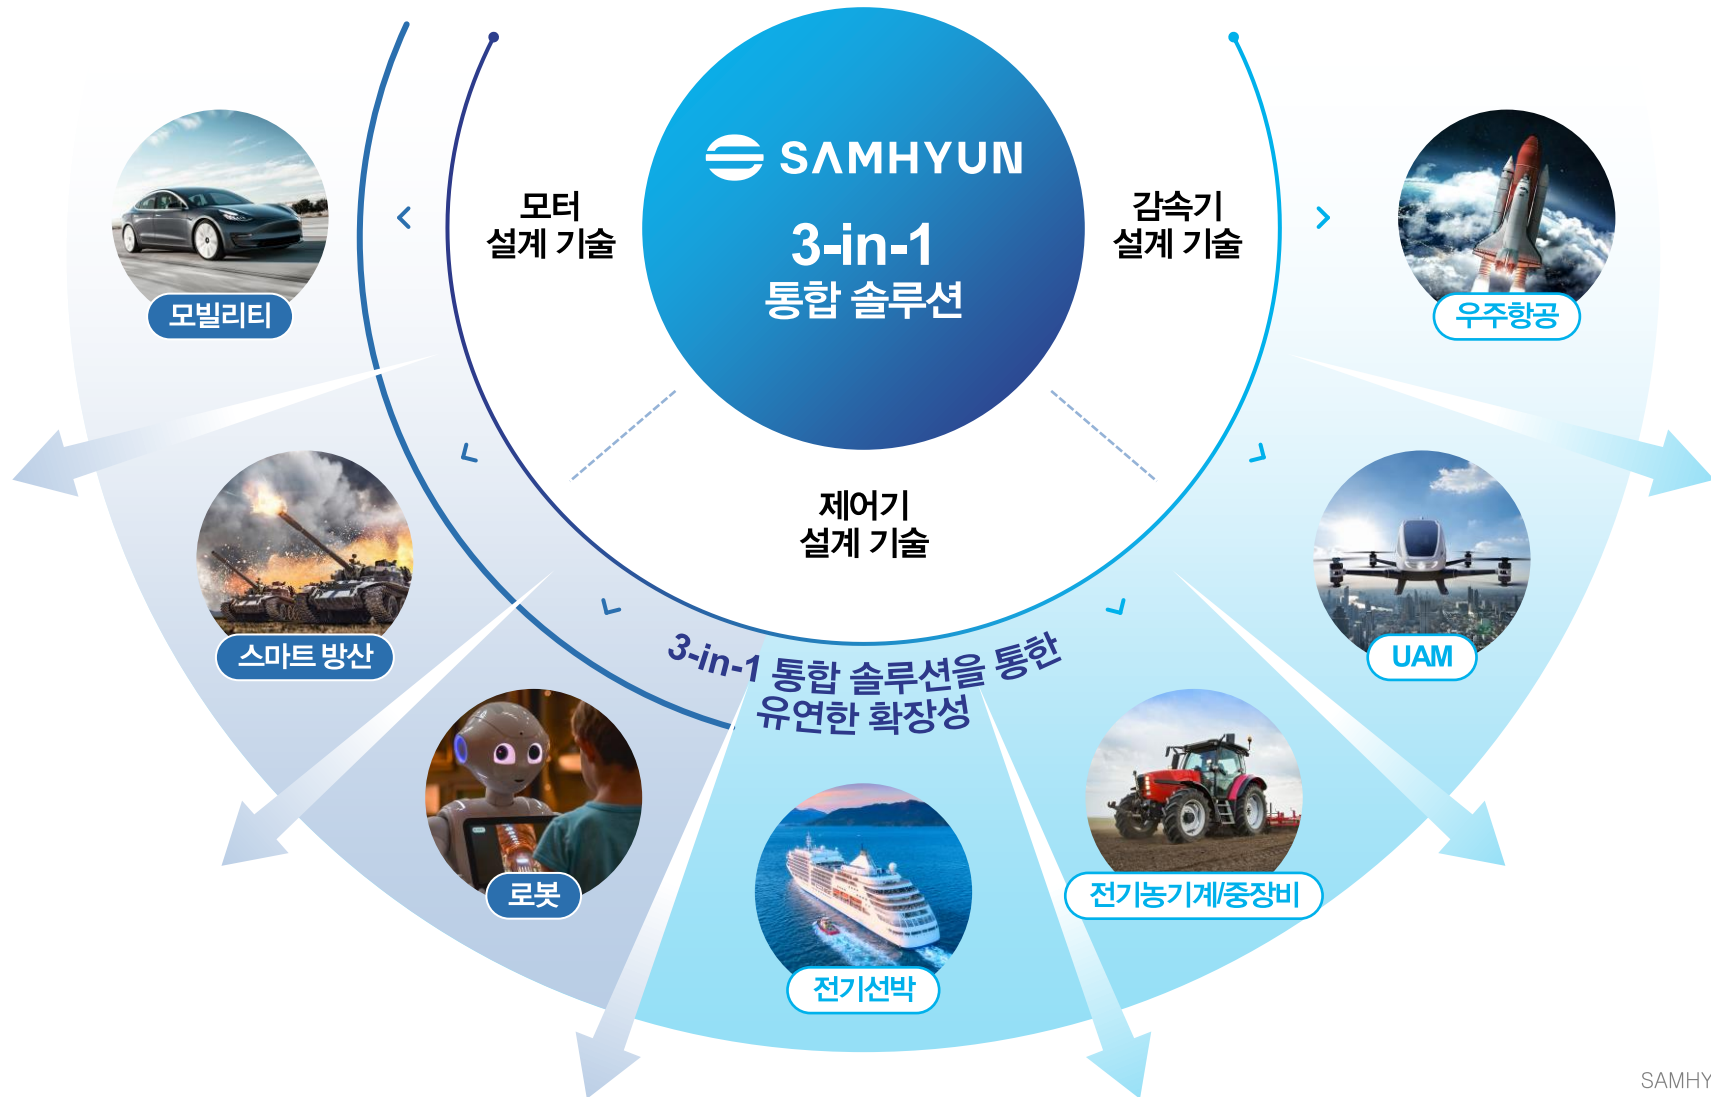 SAMHYUN
3-in-1
통합 솔루션
모터
설계 기술
감속기
설계 기술
제어기
설계 기술
3-in-1 통합 솔루션을 통한
유연한 확장성
모빌리티
스마트 방산
로봇
전기선박
전기농기계/중장비
UAM
우주항공
SAMHY